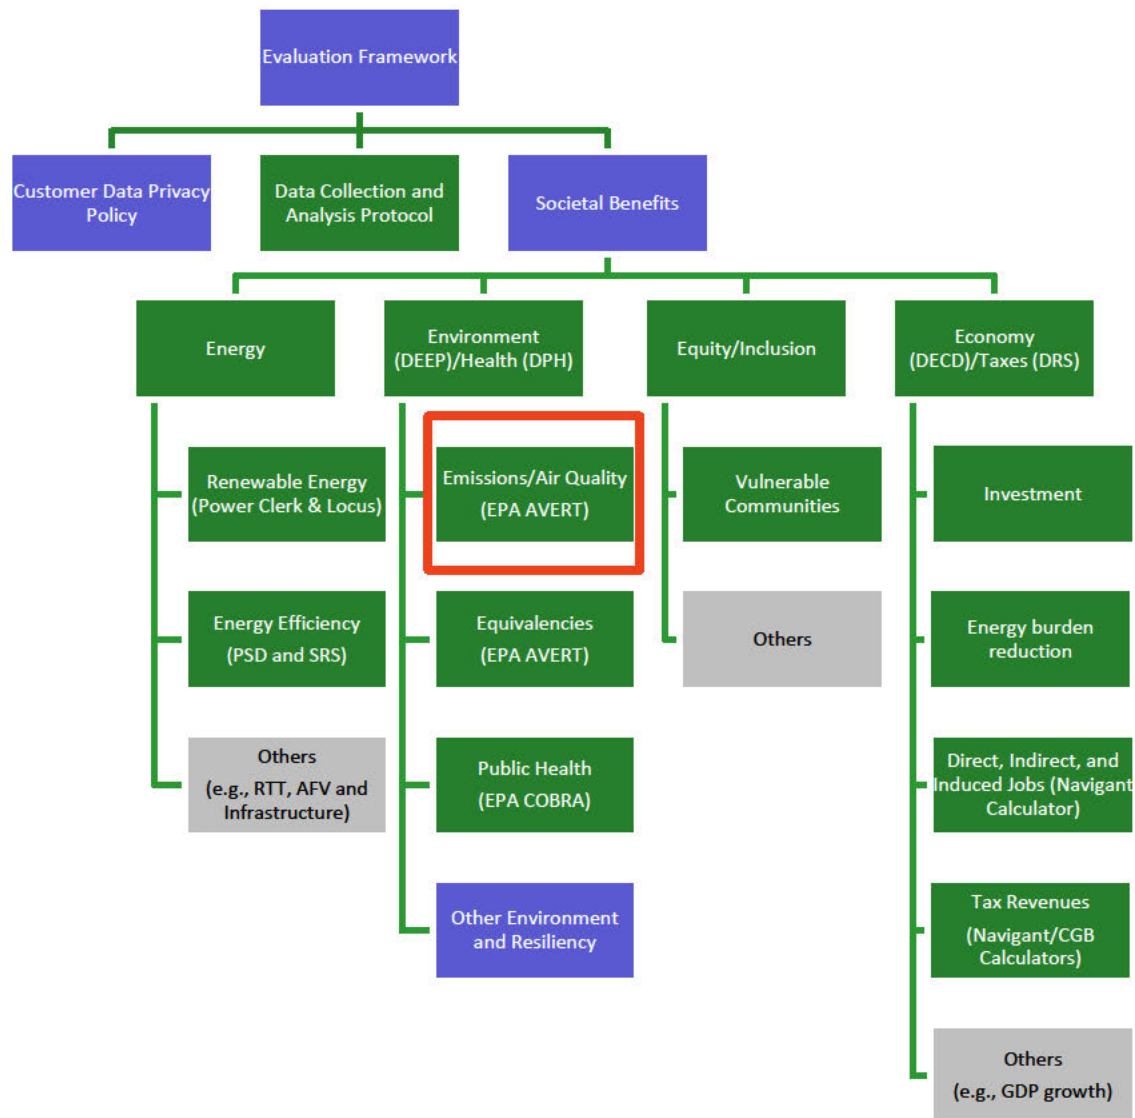 Evaluation Framework
Customer Data Privacy
Policy
Data Collection and
Analysis Protocol
Societal Benefits
Energy
Environment
(DEEP)/Health (DPH)
Equity/Inclusion
Economy
(DECD)/Taxes (DRS)
Renewable Energy
(Power Clerk & Locus)
Emissions/Air Quality
(EPA AVERT)
Vulnerable
Communities
Investment
Energy Efficiency
(PSD and SRS)
Equivalencies
(EPA AVERT)
Others
Energy burden
reduction
Others
(e.g., RTT, AFV and
Infrastructure)
Public Health
(EPA COBRA)
Direct, Indirect, and
Induced Jobs (Navigant
Calculator)
Other Environment
and Resiliency
Tax Revenues
(Navigant/CGB
Calculators)
Others
(e.g., GDP growth)